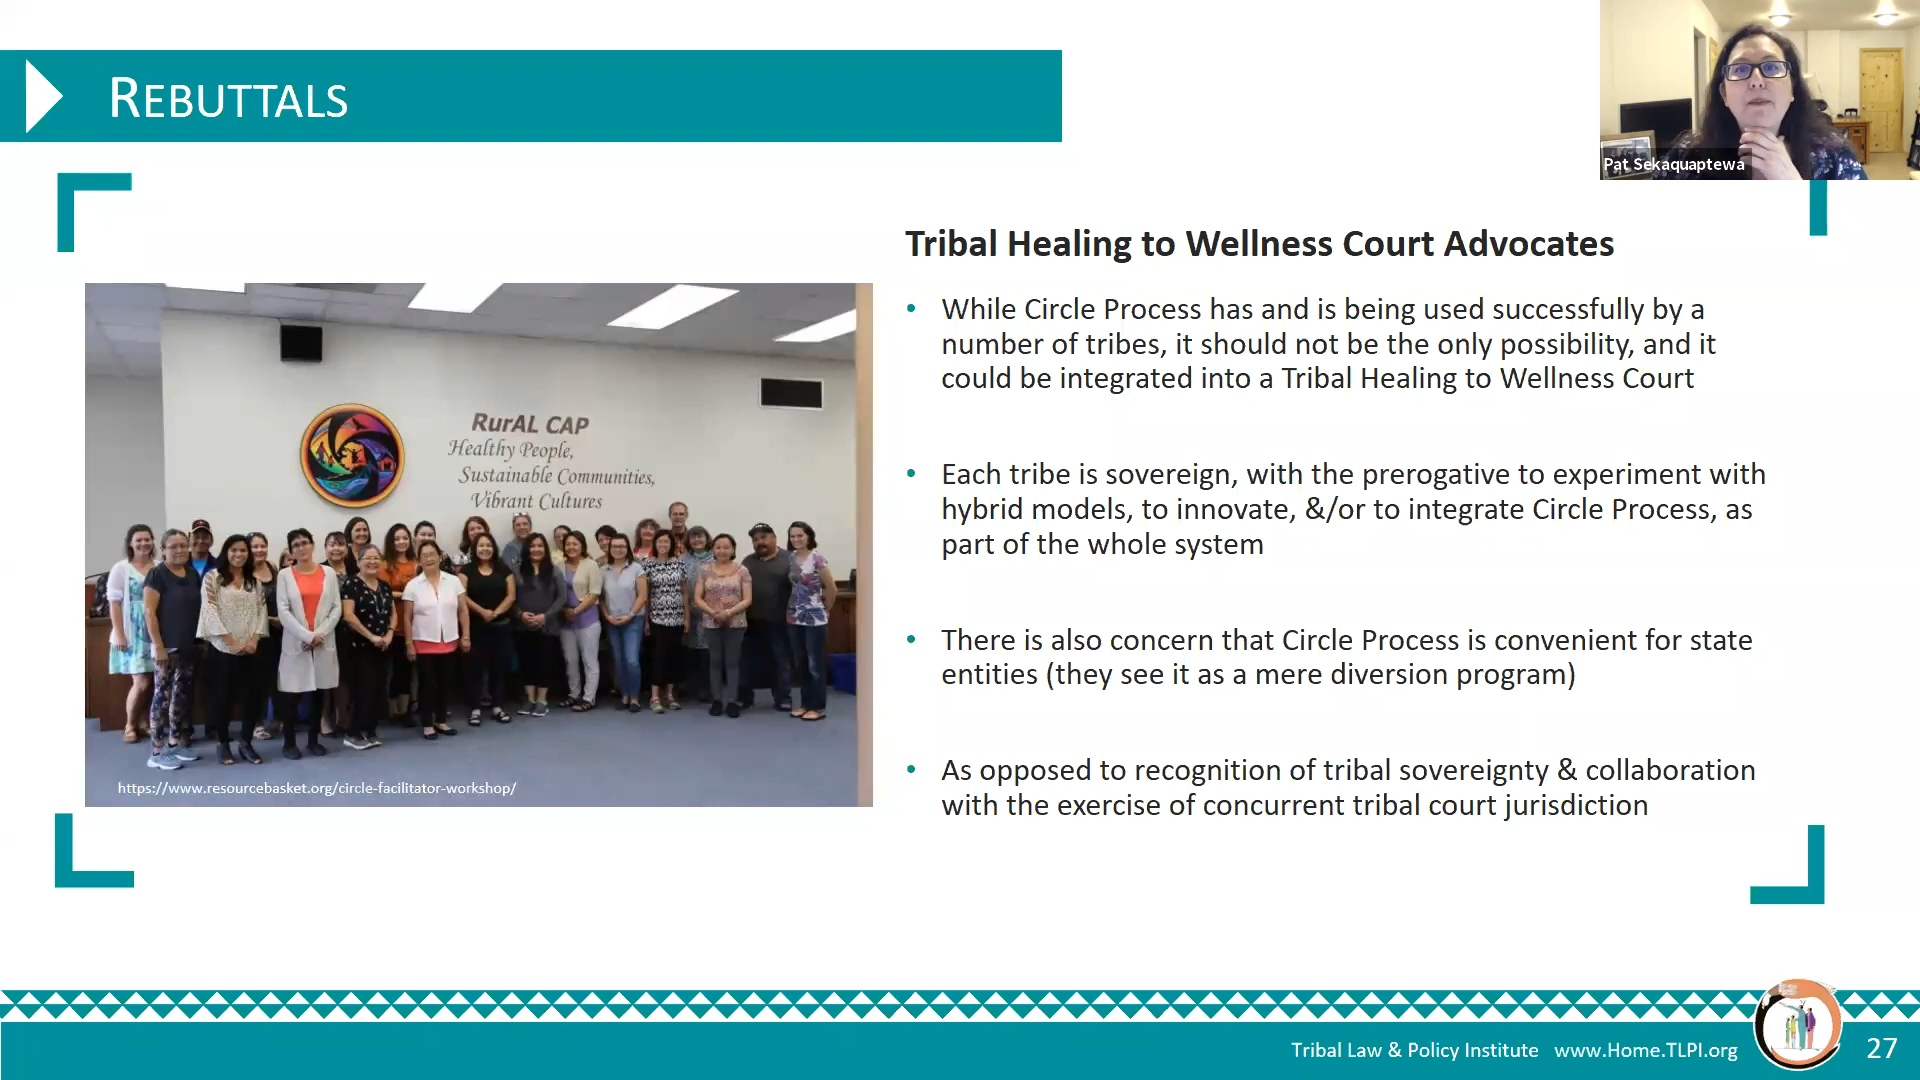 REBUTTALS
Pat Sekaquaptewa
Tribal Healing to Wellness Court Advocates
• While Circle Process has and is being used successfully by a
number of tribes, it should not be the only possibility, and it
could be integrated into a Tribal Healing to Wellness Court
• Each tribe is sovereign, with the prerogative to experiment with
hybrid models, to innovate, &/or to integrate Circle Process, as
part of the whole system
• There is also concern that Circle Process is convenient for state
entities (they see it as a mere diversion program)
• As opposed to recognition of tribal sovereignty & collaboration
with the exercise of concurrent tribal court jurisdiction
RurAL CAP
Healthy People,
Sustainable Communities,
Vibrant Cultures
https://www.resourcebasket.org/circle-facilitator-workshop/
Tribal Law & Policy Institute www.Home.TLPI.org
27